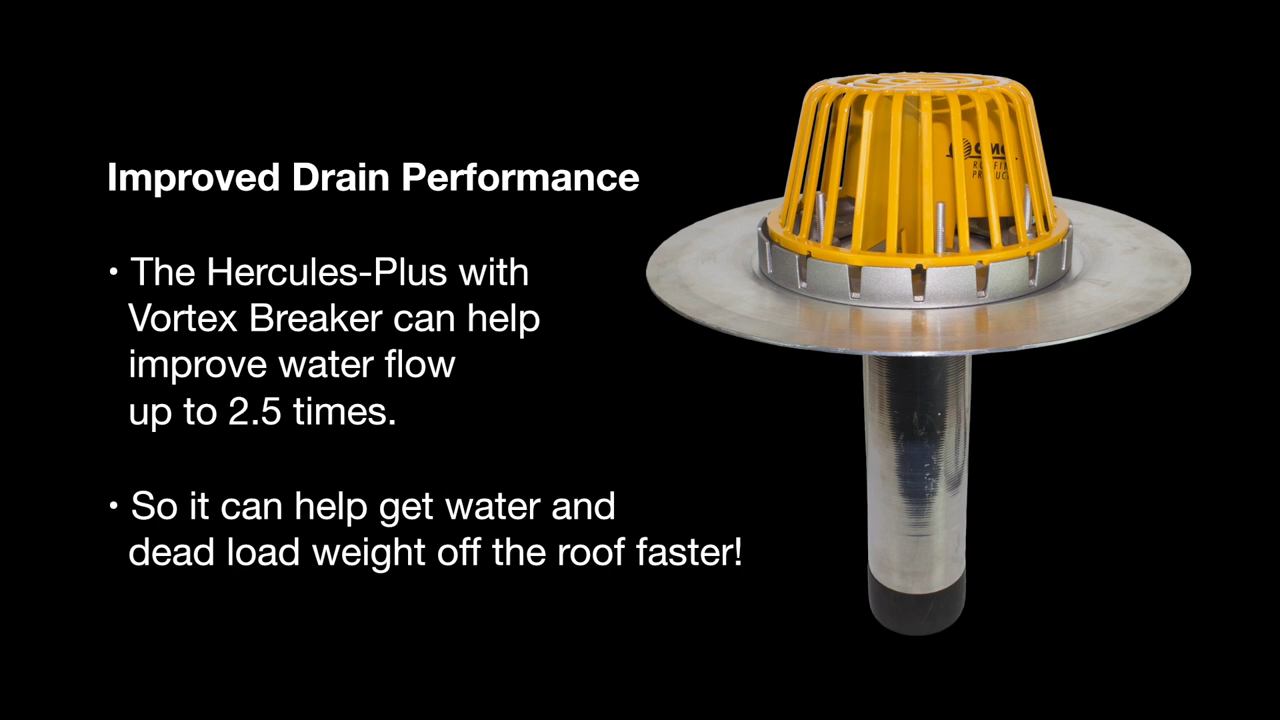 Improved Drain Performance
• The Hercules-Plus with
Vortex Breaker can help
improve water flow
up to 2.5 times.
• So it can help get water and
dead load weight off the roof faster!